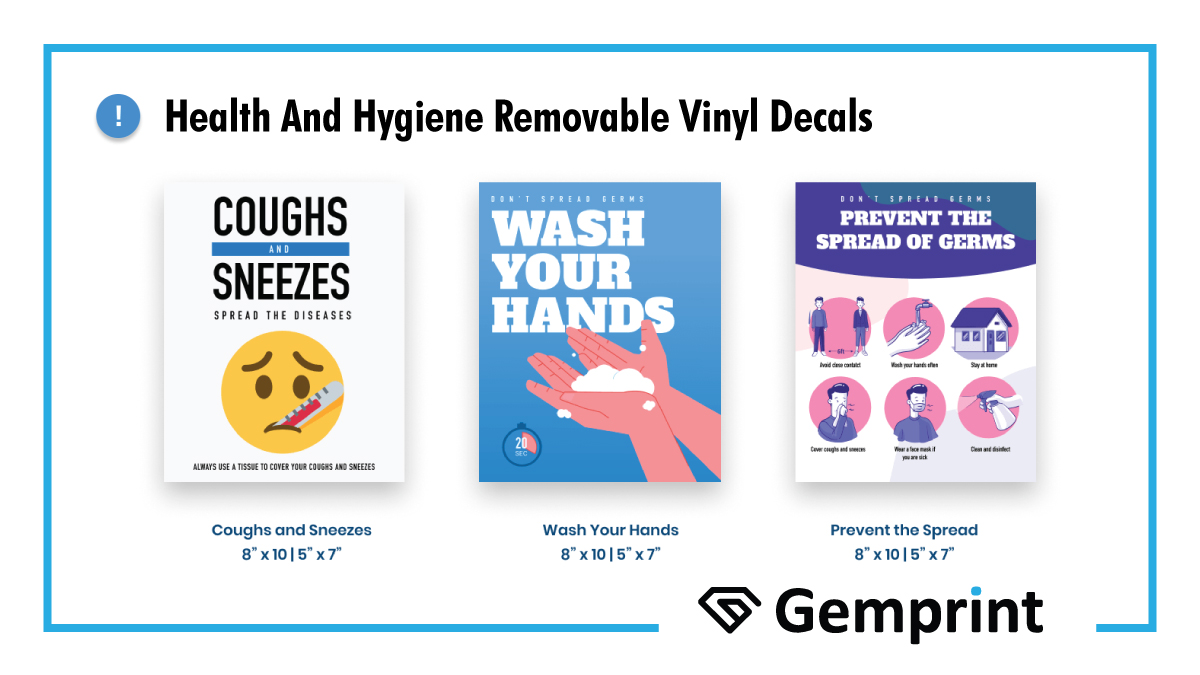 !
Health And Hygiene Removable Vinyl Decals
COUGHS
AND
SNEEZES
SPREAD THE DISEASES
ALWAYS USE A TISSUE TO COVER YOUR COUGHS AND SNEEZES
DON'T SPREAD GERMS
WASH
YOUR
HANDS
20
SEC
DON'T SPREAD GERMS
PREVENT THE
SPREAD OF GERMS
6ft
Avoid close contalct
Wash your hands often
Stay at home
Cover coughs and sneezes
Wear a face mask if
you are sick
Clean and disinfect
Coughs and Sneezes
8” x 10 | 5” x 7”
Wash Your Hands
8” x 10 | 5” x 7”
Prevent the Spread
8” x 10 | 5” x 7”
Gemprint